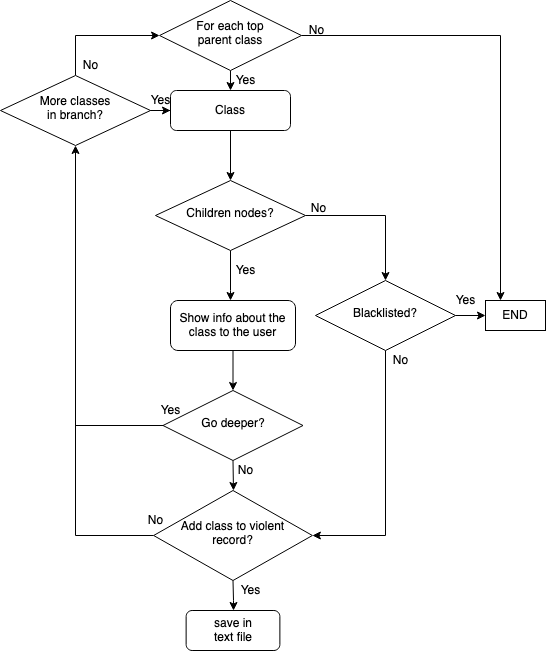 For each top
parent class
No
No
Yes
More classes
in branch?
Yes
Class
Children nodes?
No
Yes
Show info about the
class to the user
Blacklisted?
Yes
END
No
Yes
Go deeper?
No
No
Add class to violent
record?
Yes
save in
text file